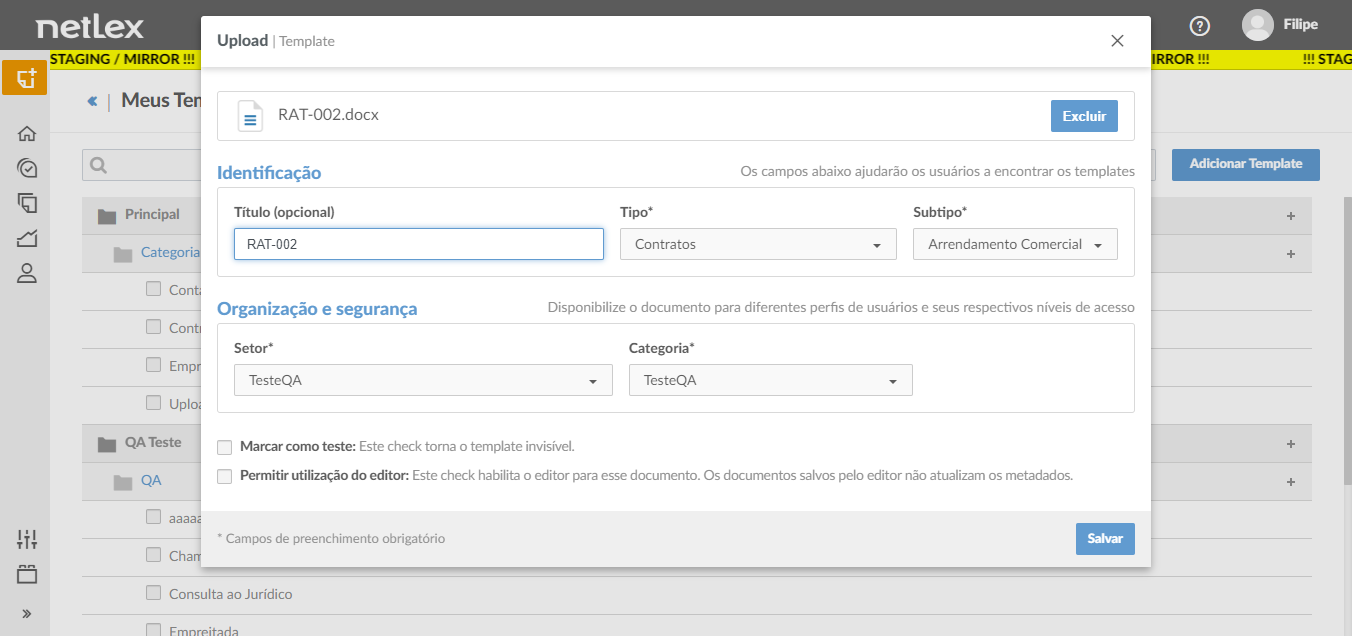 netlex
Filipe
STAGING / MIRROR !!!
IRROR !!!
!!! STAG
Upload | Template
« | Meus Ten
RAT-002.docx
Excluir
Adicionar Template
Identificação
Os campos abaixo ajudarão os usuários a encontrar os templates
Título (opcional)
Tipo*
Subtipo*
RAT-002
Contratos
Arrendamento Comercial
Organização e segurança
Disponibilize o documento para diferentes perfis de usuários e seus respectivos níveis de acesso
Setor*
Categoria*
TesteQA
TesteQA
Marcar como teste: Este check torna o template invisível.
Permitir utilização do editor: Este check habilita o editor para esse documento. Os documentos salvos pelo editor não atualizam os metadados.
* Campos de preenchimento obrigatório
Salvar
Principal
Categoria
Conta
Contr
Empre
Uploa
QA Teste
QA
aaaaa
Cham
Consulta ao Jurídico
Empreitada